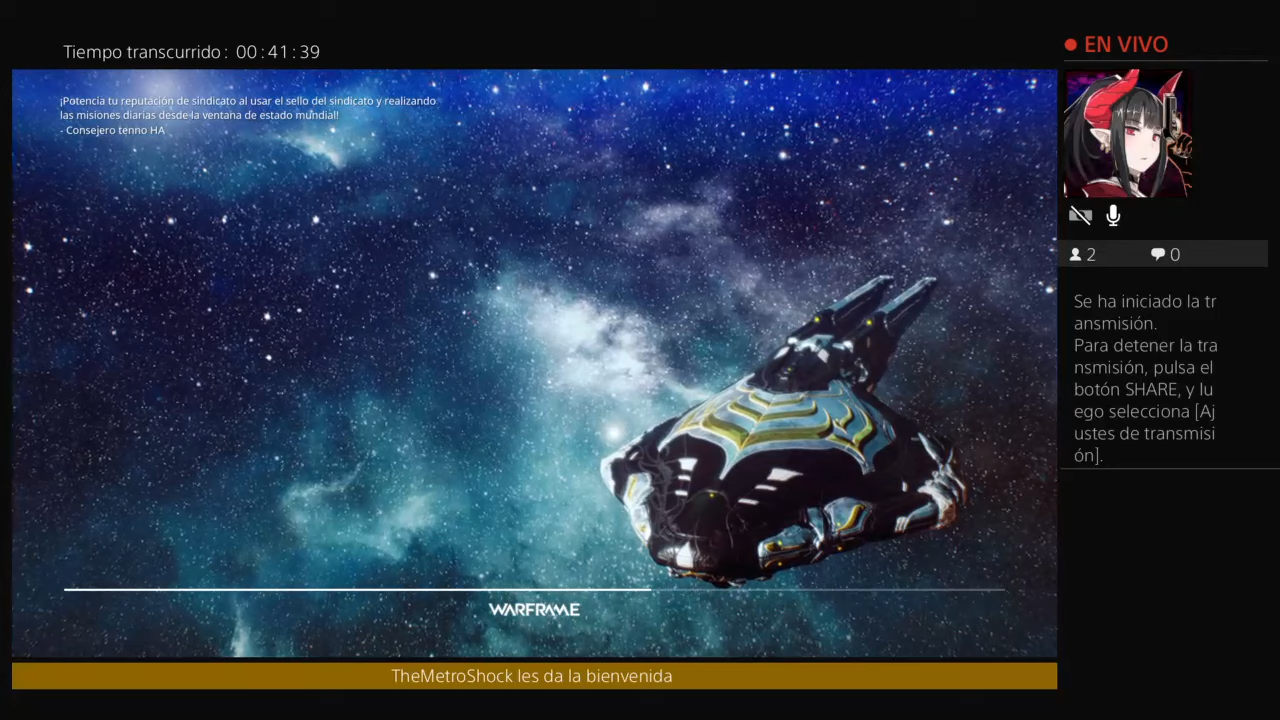 Tiempo transcurrido: 00:41:39
EN VIVO
¡Potencia tu reputación de sindicato al usar el sello del sindicato y realizando
las misiones diarias desde la ventana de estado mundial!
- Consejero tenno HA
2
0
Se ha iniciado la tr
ansmisión.
Para detener la tra
nsmisión, pulsa el
botón SHARE, y lu
ego selecciona [Aj
ustes de transmisi
ón].
WARFRAME
TheMetroShock les da la bienvenida